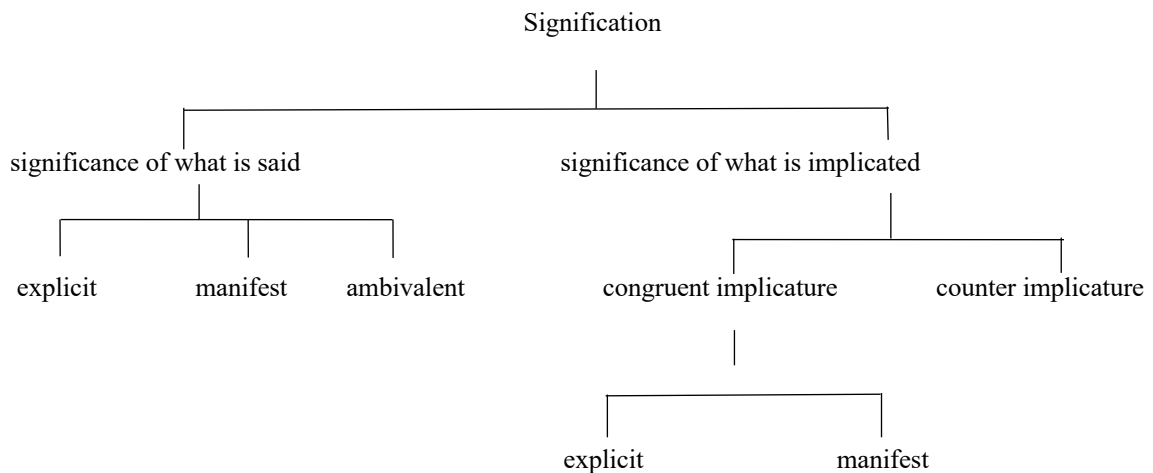 Signification
significance of what is said significance of what is implicated
explicit manifest ambivalent congruent implicature counter implicature
explicit manifest